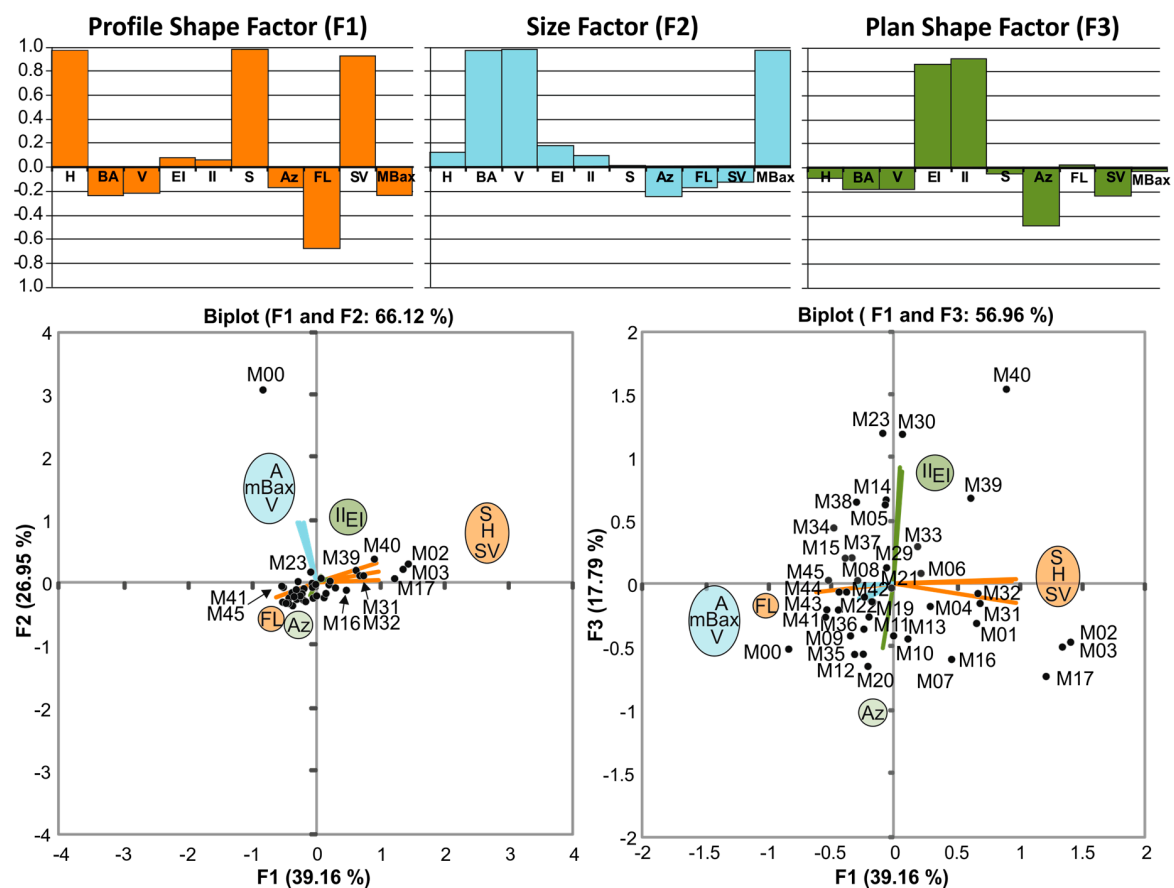 Profile Shape Factor (F1)
Size Factor (F2)
Plan Shape Factor (F3)
1.0
0.8
0.6
0.4
0.2
0.0
-0.2
-0.4
-0.6
-0.8
1.0
H BA V EI II S Az FL SV MBax
H BA V EI II S Az FL SV MBax
H BA V EI II S Az FL SV MBax
Biplot (F1 and F2: 66.12 %)
4
3
2
1
0
-1
-2
-3
-4
F2 (26.95 %)
M00
A
mBax
V
II EI
S
H
SV
M23
M39
M40
M02
M03
M17
M41
M45
FL
Az
M16
M31
M32
-4 -3 -2 -1 0 1 2 3 4
F1 (39.16 %)
Biplot ( F1 and F3: 56.96 %)
2
1.5
1
0.5
0
-0.5
-1
-1.5
-2
F3 (17.79 %)
M40
M23
M30
II EI
M14
M39
M38
M05
M34
M33
M37
M15
M29
M45
M08
M21
M06
S
H
SV
M44
M42
M32
FL
A
mBax
V
M43
M22
M19
M04
M31
M41
M36
M11
M13
M01
M09
M02
M00
M35
M10
M16
M03
M12
M20
M07
M17
Az
-2 -1.5 -1 -0.5 0 0.5 1 1.5 2
F1 (39.16 %)